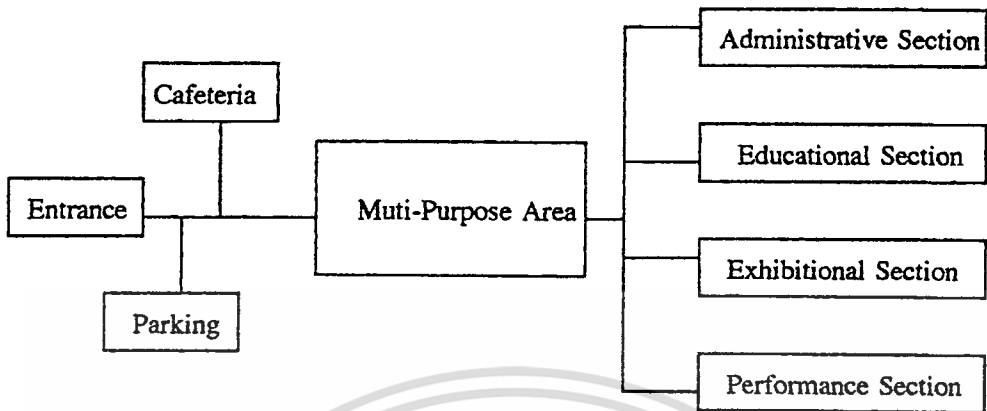 Administrative Section
Cafeteria
Educational Section
Entrance
Muti-Purpose Area
Exhibitional Section
Parking
Performance Section